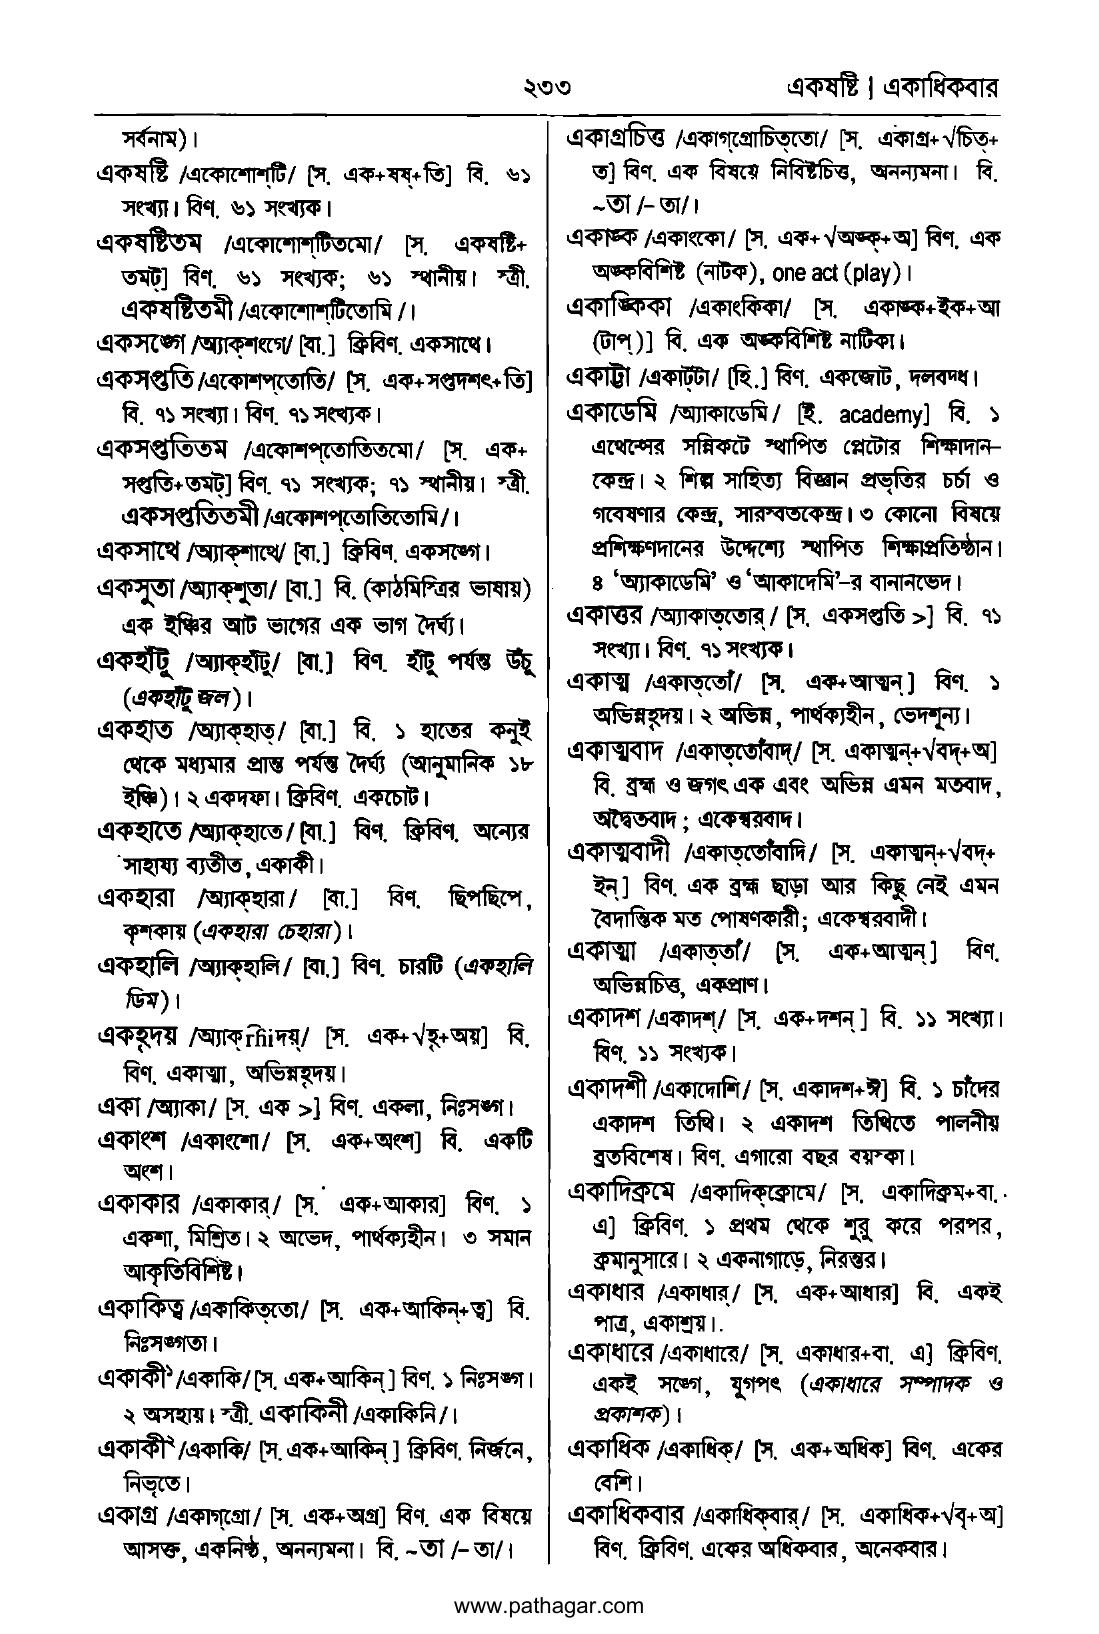 ২৩৩ একষষ্টি | একাধিকবার
সর্বনাম)।
একষষ্টি /একোশোশ্‌টি/ [স. একমষষ্+তি] বি. ৬১
সংখ্যা। বিণ. ৬১ সংখ্যক।
একষষ্টিতম /একোশোশ্‌টিতমো/ [স. একষষ্টি+
তমট্] বিণ. ৬১ সংখ্যক; ৬১ স্থানীয়। স্ত্রী.
একষষ্টিতমী /একোশোশ্‌টিতোমি/।
একসঙ্গে /অ্যাক্‌শংগে/ [বা.] ক্রিবিণ. একসাথে।
একসপ্ততি /একোশপ্‌তোতি/ [স. এক+সপ্তদশৎ+তি]
বি. ৭১ সংখ্যা। বিণ. ৭১ সংখ্যক।
একসপ্ততিতম /একোশপ্‌তোতিতমো/ [স. এক+
সপ্ততি+তমট্] বিণ. ৭১ সংখ্যক; ৭১ স্থানীয়। স্ত্রী.
একসপ্ততিতমী /একোশপ্‌তোতিতোমি/।
একসাথে /অ্যাক্‌শাথে/ [বা.] ক্রিবিণ. একসঙ্গে।
একসুতা /অ্যাক্‌শুতা/ [বা.] বি. (কাঠমিস্ত্রির ভাষায়)
এক ইঞ্চির আট ভাগের এক ভাগ দৈর্ঘ্য।
একহাঁটু /অ্যাক্‌হাঁটু/ [বা.] বিণ. হাঁটু পর্যন্ত উঁচু
(একহাঁটু জল)।
একহাত /অ্যাক্‌হাত্/ [বা.] বি. ১ হাতের কনুই
থেকে মধ্যমার প্রান্ত পর্যন্ত দৈর্ঘ্য (আনুমানিক ১৮
ইঞ্চি)। ২ একদফা। ক্রিবিণ. একচোট।
একহাতে /অ্যাক্‌হাতে/ [বা.] বিণ. ক্রিবিণ. অন্যের
সাহায্য ব্যতীত, একাকী।
একহারা /অ্যাক্‌হারা/ [বা.] বিণ. ছিপছিপে,
কৃশকায় (একহারা চেহারা)।
একহালি /অ্যাক্‌হালি/ [বা.] বিণ. চারটি (একহালি
ডিম)।
একহৃদয় /অ্যাক্‌r̄hiদয়্/ [স. এক+√হৃ+অয়] বি.
বিণ. একাত্মা, অভিন্নহৃদয়।
একা /অ্যাকা/ [স. এক >] বিণ. একলা, নিঃসঙ্গ।
একাংশ /একাংশো/ [স. এক+অংশ] বি. একটি
অংশ।
একাকার /একাকার্/ [স. এক+আকার] বিণ. ১
একশা, মিশ্রিত। ২ অভেদ, পার্থক্যহীন। ৩ সমান
আকৃতিবিশিষ্ট।
একাকিত্ব /একাকিত্‌তো/ [স. এক+আকিন্+ত্ব] বি.
নিঃসঙ্গতা।
একাকী১ /একাকি/ [স. এক+আকিন্] বিণ. ১ নিঃসঙ্গ।
২ অসহায়। স্ত্রী. একাকিনী /একাকিনি/।
একাকী২ /একাকি/ [স. এক+আকিন্] ক্রিবিণ. নির্জনে,
নিভৃতে।
একাগ্র /একাগ্‌গ্রো/ [স. এক+অগ্র] বিণ. এক বিষয়ে
আসক্ত, একনিষ্ঠ, অনন্যমনা। বি. ~তা /–তা/।
একাগ্রচিত্ত /একাগ্‌গ্রোচিত্‌তো/ [স. একাগ্র+√চিত্+
ত] বিণ. এক বিষয়ে নিবিষ্টচিত্ত, অনন্যমনা। বি.
~তা /–তা/।
একাঙ্ক /একাংকো/ [স. এক+√অঙ্ক্+অ] বিণ. এক
অঙ্কবিশিষ্ট (নাটক), one act (play)।
একাঙ্কিকা /একাংকিকা/ [স. একাঙ্ক+ইক+আ
(টাপ্)] বি. এক অঙ্কবিশিষ্ট নাটিকা।
একাট্টা /একাট্‌টা/ [হি.] বিণ. একজোট, দলবদ্ধ।
একাডেমি /অ্যাকাডেমি/ [ই. academy] বি. ১
এথেন্সের সন্নিকটে স্থাপিত প্লেটোর শিক্ষাদান–
কেন্দ্র। ২ শিল্প সাহিত্য বিজ্ঞান প্রভৃতির চর্চা ও
গবেষণার কেন্দ্র, সারস্বতকেন্দ্র। ৩ কোনো বিষয়ে
প্রশিক্ষণদানের উদ্দেশ্যে স্থাপিত শিক্ষাপ্রতিষ্ঠান।
৪ ‘অ্যাকাডেমি’ ও ‘আকাদেমি’–র বানানভেদ।
একাত্তর /অ্যাকাত্‌তোর্/ [স. একসপ্ততি >] বি. ৭১
সংখ্যা। বিণ. ৭১ সংখ্যক।
একাত্ম /একাত্‌তোঁ/ [স. এক+আত্মন্] বিণ. ১
অভিন্নহৃদয়। ২ অভিন্ন, পার্থক্যহীন, ভেদশূন্য।
একাত্মবাদ /একাত্‌তোঁবাদ্/ [স. একাত্মন্+√বদ্+অ]
বি. ব্রহ্ম ও জগৎ এক এবং অভিন্ন এমন মতবাদ,
অদ্বৈতবাদ; একেশ্বরবাদ।
একাত্মবাদী /একাত্‌তোঁবাদি/ [স. একাত্মন্+√বদ্+
ইন্] বিণ. এক ব্রহ্ম ছাড়া আর কিছু নেই এমন
বৈদান্তিক মত পোষণকারী; একেশ্বরবাদী।
একাত্মা /একাত্‌তাঁ/ [স. এক+আত্মন্] বিণ.
অভিন্নচিত্ত, একপ্রাণ।
একাদশ /একাদশ্/ [স. এক+দশন্] বি. ১১ সংখ্যা।
বিণ. ১১ সংখ্যক।
একাদশী /একাদোশি/ [স. একাদশ+ঈ] বি. ১ চাঁদের
একাদশ তিথি। ২ একাদশ তিথিতে পালনীয়
ব্রতবিশেষ। বিণ. এগারো বছর বয়স্কা।
একাদিক্রমে /একাদিক্‌ক্রোমে/ [স. একাদিক্রম+বা.
এ] ক্রিবিণ. ১ প্রথম থেকে শুরু করে পরপর,
ক্রমানুসারে। ২ একনাগাড়ে, নিরন্তর।
একাধার /একাধার্/ [স. এক+আধার] বি. একই
পাত্র, একাশ্রয়।
একাধারে /একাধারে/ [স. একাধার+বা. এ] ক্রিবিণ.
একই সঙ্গে, যুগপৎ (একাধারে সম্পাদক ও
প্রকাশক)।
একাধিক /একাধিক্/ [স. এক+অধিক] বিণ. একের
বেশি।
একাধিকবার /একাধিক্‌বার্/ [স. একাধিক+√বৃ+অ]
বিণ. ক্রিবিণ. একের অধিকবার, অনেকবার।
www.pathagar.com